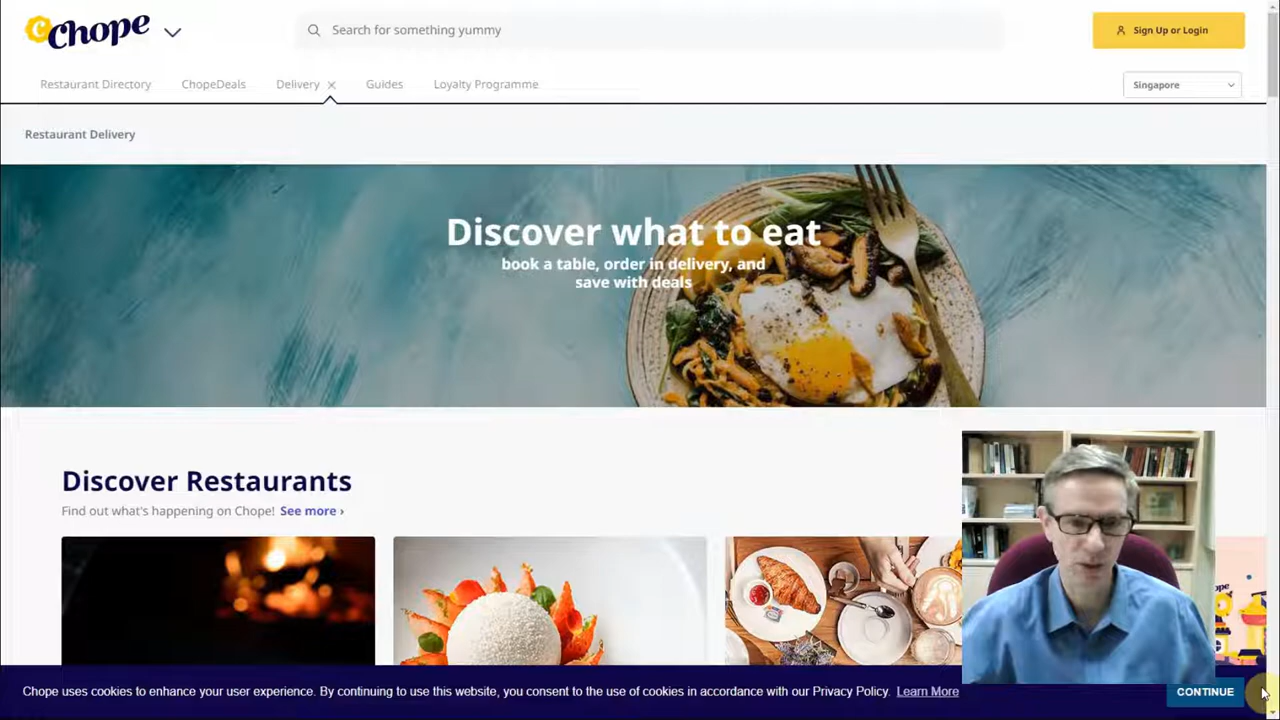 Chope
Search for something yummy
Sign Up or Login
Restaurant Directory
ChopeDeals
Delivery
Guides
Loyalty Programme
Singapore
Restaurant Delivery
Discover what to eat
book a table, order in delivery, and
save with deals
Discover Restaurants
Find out what's happening on Chope! See more ›
Chope uses cookies to enhance your user experience. By continuing to use this website, you consent to the use of cookies in accordance with our Privacy Policy. Learn More
CONTINUE